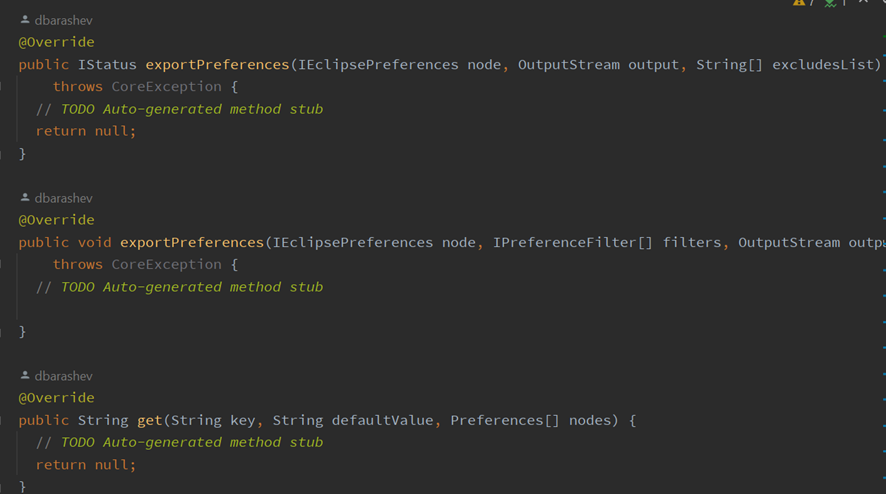 dbarashev
@Override
public IStatus exportPreferences(IEclipsePreferences node, OutputStream output, String[] excludesList)
throws CoreException {
// TODO Auto-generated method stub
return null;
}
dbarashev
@Override
public void exportPreferences(IEclipsePreferences node, IPreferenceFilter[] filters, OutputStream outpu
throws CoreException {
// TODO Auto-generated method stub
}
dbarashev
@Override
public String get(String key, String defaultValue, Preferences[] nodes) {
// TODO Auto-generated method stub
return null;
}